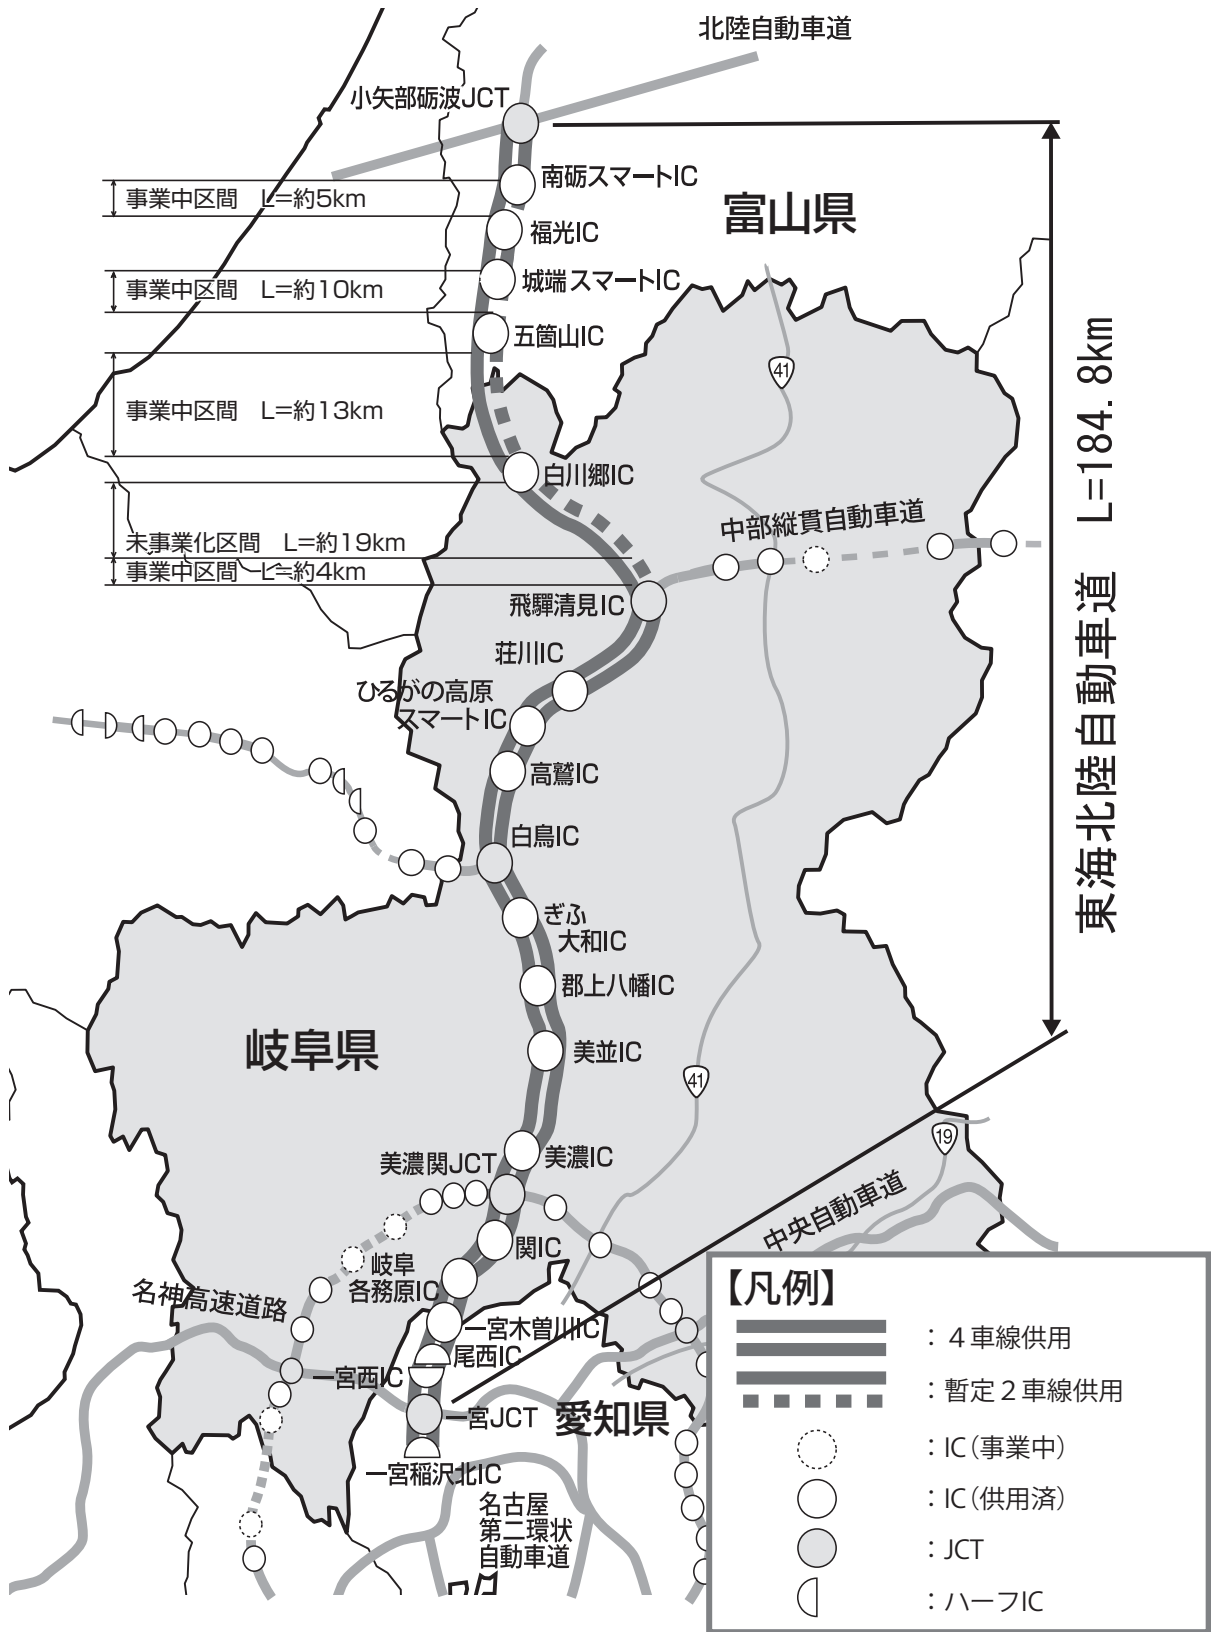 北陸自動車道
小矢部砺波JCT
南砺スマートIC
事業中区間 L=約5km
富山県
福光IC
城端スマートIC
事業中区間 L=約10km
五箇山IC
41
事業中区間 L=約13km
白川郷IC
中部縦貫自動車道
未事業化区間 L=約19km
事業中区間 L=約4km
飛驒清見IC
荘川IC
ひるがの高原
スマートIC
高鷲IC
白鳥IC
ぎふ
大和IC
郡上八幡IC
東海北陸自動車道 L=184.8km
岐阜県
美並IC
41
19
美濃IC
美濃関JCT
中央自動車道
関IC
岐阜
各務原IC
名神高速道路
一宮木曽川IC
尾西IC
一宮西IC
一宮JCT
愛知県
一宮稲沢北IC
名古屋
第二環状
自動車道
【凡例】
:4車線供用
:暫定2車線供用
:IC(事業中)
:IC(供用済)
:JCT
:ハーフIC